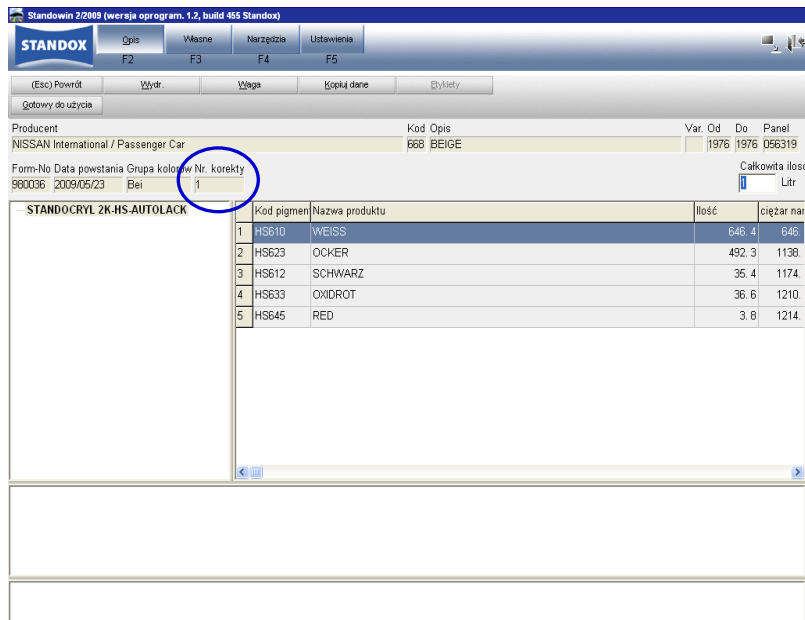 Standowin 2/2009 (wersja oprogram. 1.2, build 455 Standox)
STANDOX
Opis Własne Narzędzia Ustawienia
F2 F3 F4 F5
(Esc) Powrót Wydr. Waga Kopiuj dane Etykiety
Gotowy do użycia
Producent Kod Opis Var. Od Do Panel
NISSAN International / Passenger Car 668 BEIGE 1976 1976 056319
Form-No Data powstania Grupa kolorów Nr. korekty Całkowita ilość
980036 2009/05/23 Bei 1 1 Litr
STANDOCRYL 2K-HS-AUTOLACK
Kod pigmen Nazwa produktu Ilość ciężar nar
1 HS610 WEISS 646. 4 646.
2 HS623 OCKER 492. 3 1138.
3 HS612 SCHWARZ 35. 4 1174.
4 HS633 OXIDROT 36. 6 1210.
5 HS645 RED 3. 8 1214.